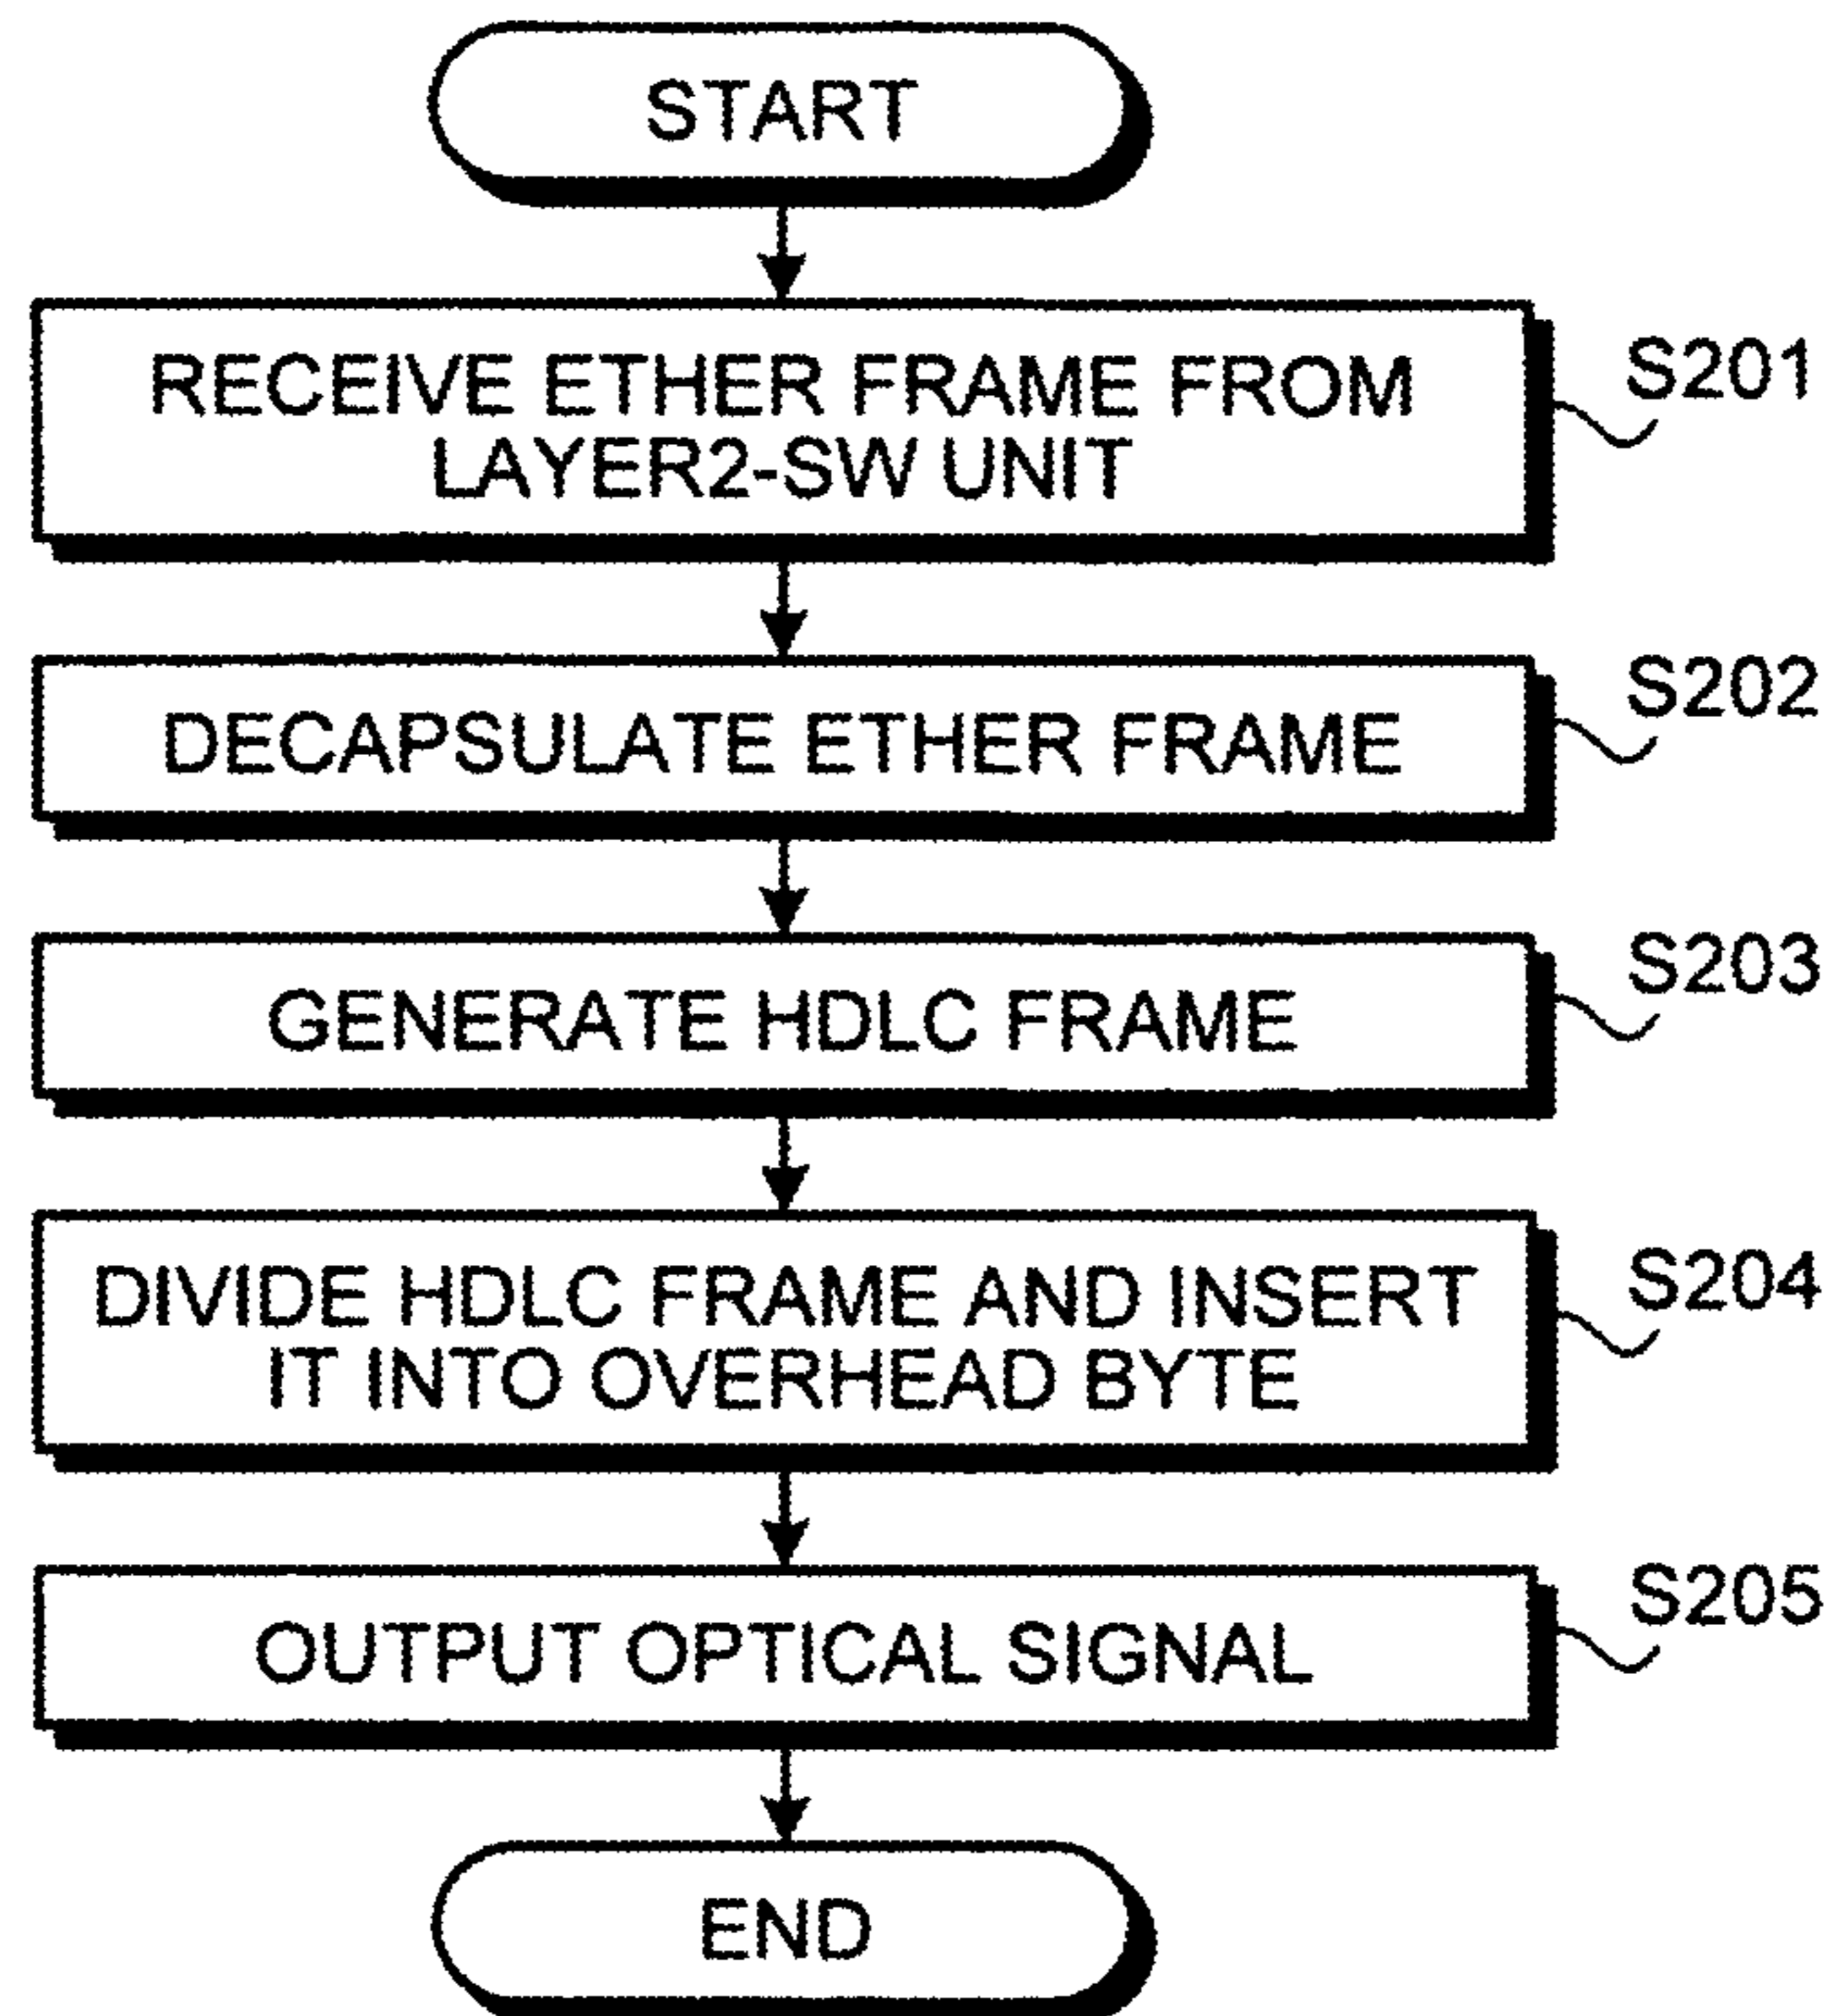 START
RECEIVE ETHER FRAME FROM
LAYER2-SW UNIT
S201
DECAPSULATE ETHER FRAME
S202
GENERATE HDLC FRAME
S203
DIVIDE HDLC FRAME AND INSERT
IT INTO OVERHEAD BYTE
S204
OUTPUT OPTICAL SIGNAL
S205
END